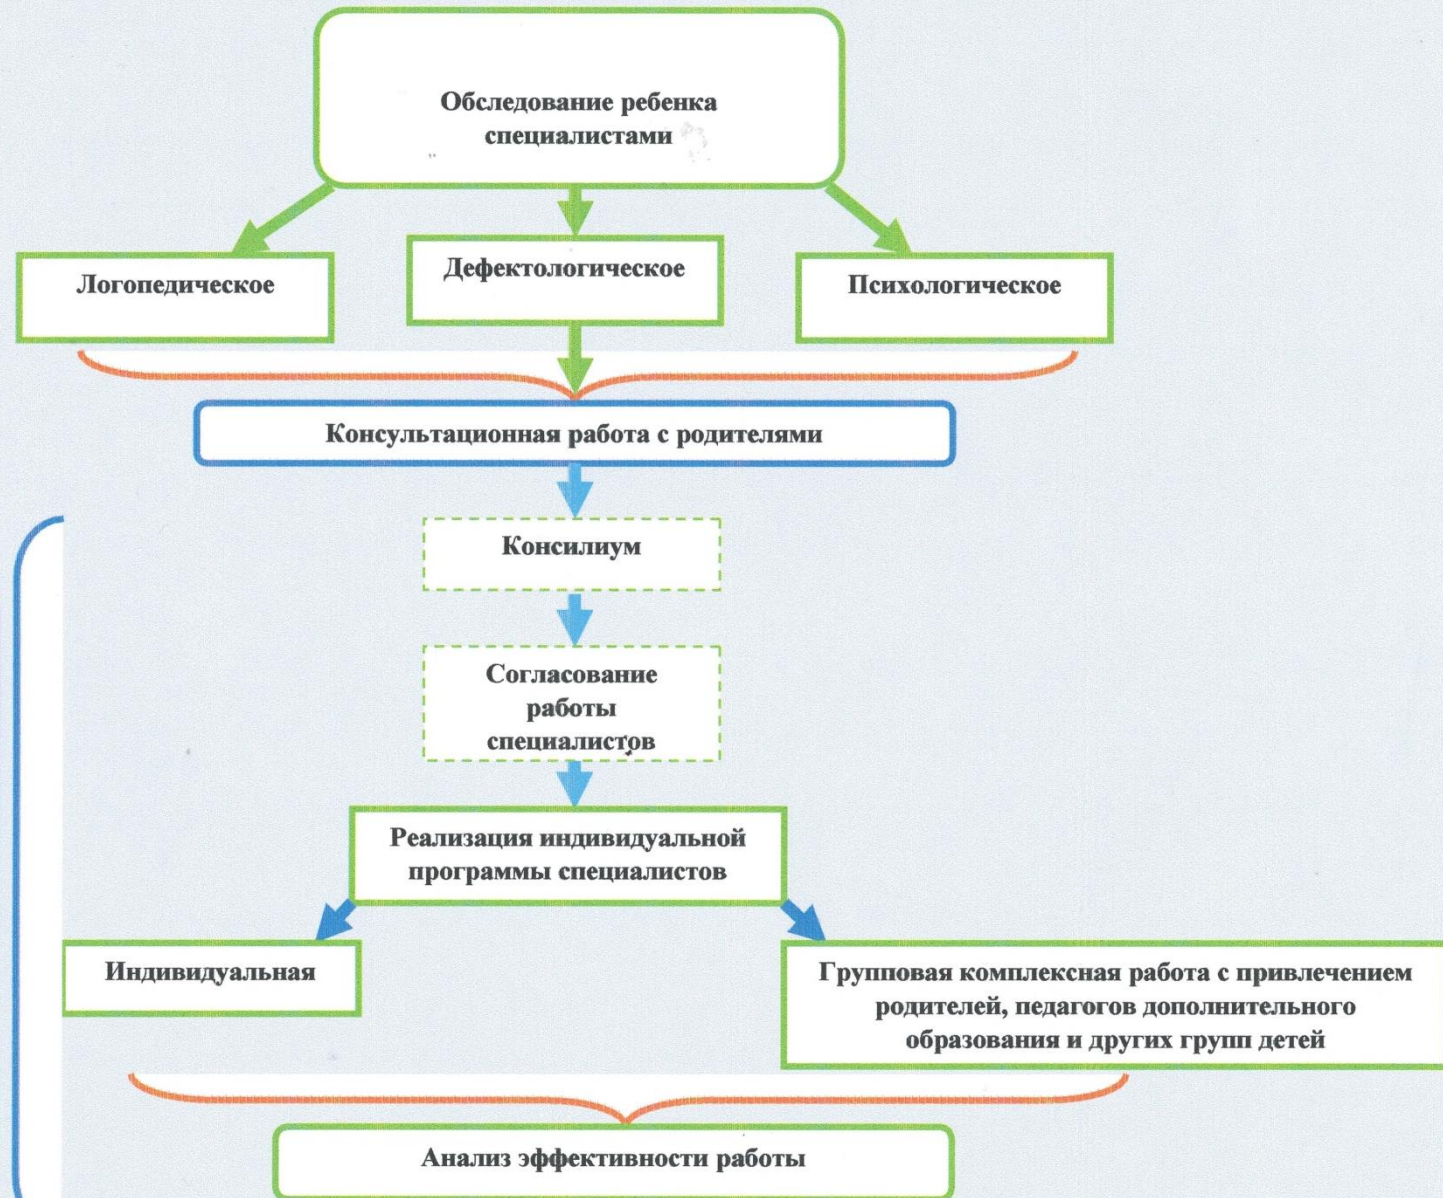 Обследование ребенка
специалистами
Логопедическое
Дефектологическое
Психологическое
Консультационная работа с родителями
Консилиум
Согласование
работы
специалистов
Реализация индивидуальной
программы специалистов
Индивидуальная
Групповая комплексная работа с привлечением
родителей, педагогов дополнительного
образования и других групп детей
Анализ эффективности работы